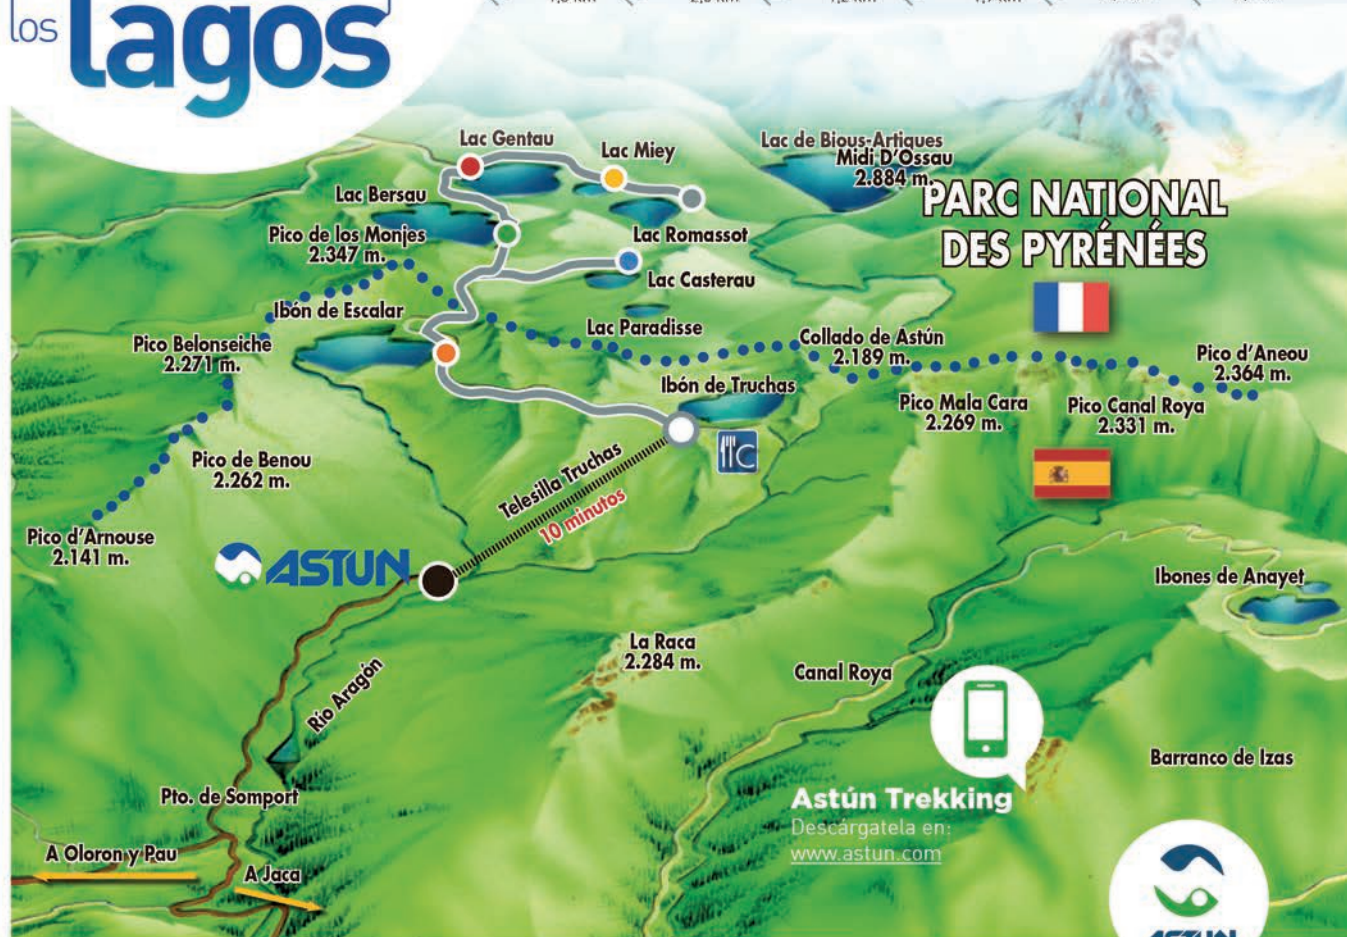 los
lagos
Lac Gentau
Lac Miey
Lac de Bious-Artiques
Midi D'Ossau
2.884 m.
PARC NATIONAL
DES PYRÉNÉES
Lac Bersau
Pico de los Monjes
2.347 m.
Lac Romassot
Lac Casterau
Ibón de Escalar
Lac Paradisse
Collado de Astún
2.189 m.
Pico Belonseiche
2.271 m.
Pico d'Aneou
2.364 m.
Ibón de Truchas
Pico Mala Cara
2.269 m.
Pico Canal Roya
2.331 m.
Pico de Benou
2.262 m.
Telesilla Truchas
10 minutos
Pico d'Arnouse
2.141 m.
ASTUN
Ibones de Anayet
La Raca
2.284 m.
Canal Roya
Río Aragón
Barranco de Izas
Pto. de Somport
Astún Trekking
Descárgatela en:
www.astun.com
A Oloron y Pau
A Jaca
ASTUN